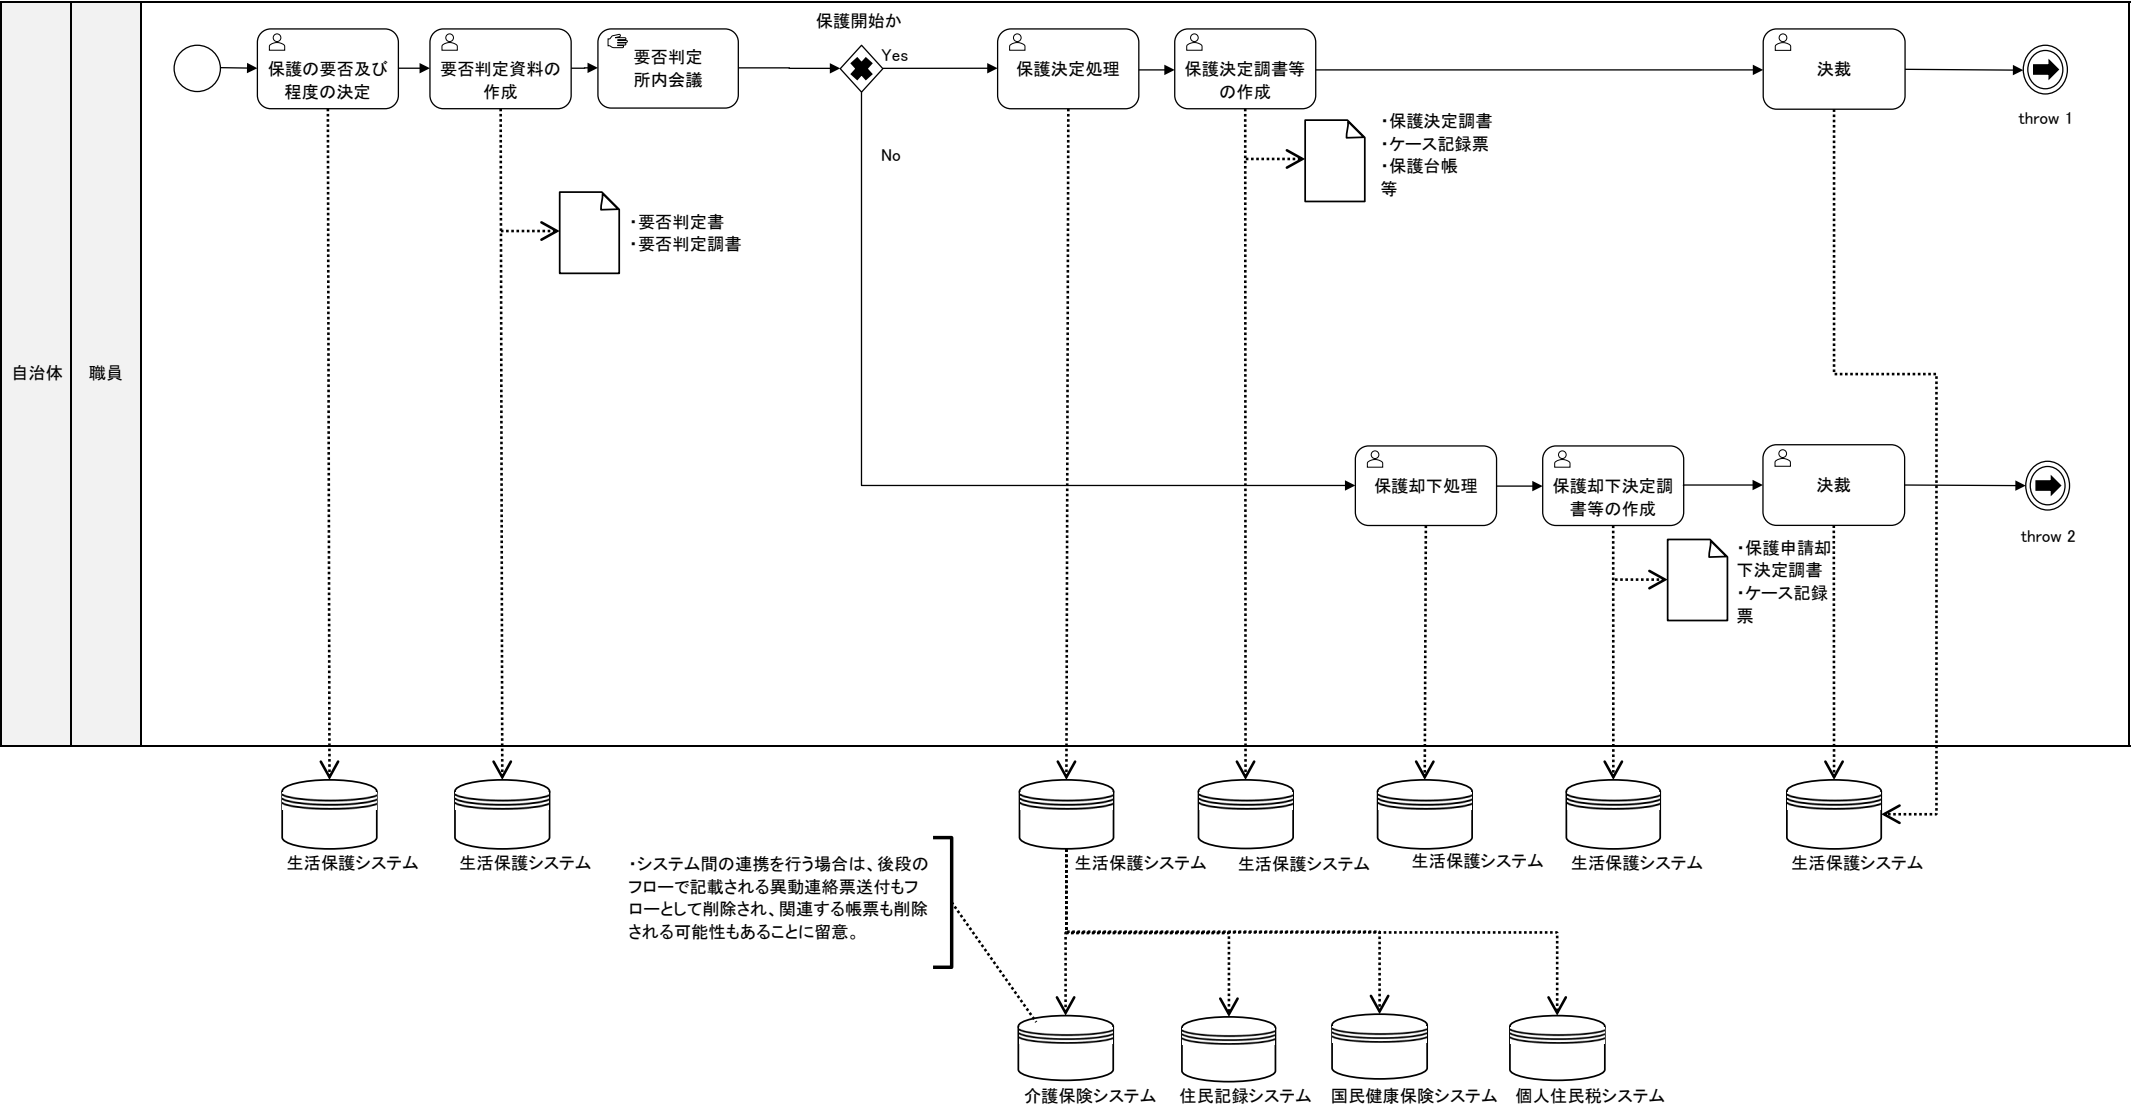 保護開始か
Yes
保護の要否及び
程度の決定
要否判定資料の
作成
要否判定
所内会議
保護決定処理
保護決定調書等
の作成
決裁
throw 1
・保護決定調書
・ケース記録票
・保護台帳
等
No
・要否判定書
・要否判定調書
自治体
職員
保護却下処理
保護却下決定調
書等の作成
決裁
throw 2
・保護申請却
下決定調書
・ケース記録
票
生活保護システム
生活保護システム
生活保護システム
生活保護システム
生活保護システム
生活保護システム
生活保護システム
・システム間の連携を行う場合は、後段の
フローで記載される異動連絡票送付もフ
ローとして削除され、関連する帳票も削除
される可能性もあることに留意。
介護保険システム
住民記録システム
国民健康保険システム
個人住民税システム